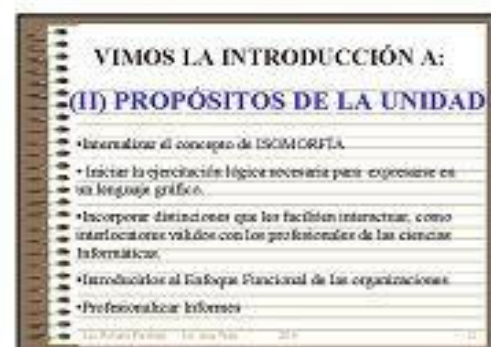 VIMOS LA INTRODUCCIÓN A:
(II) PROPÓSITOS DE LA UNIDAD
•Internalizar el concepto de ISOMORFÍA
• Iniciar la ejercitación lógica necesaria para expresarse en
un lenguaje gráfico.
•Incorporar distinciones que les faciliten interactuar, como
interlocutores validos con los profesionales de las ciencias
Informáticas.
•Introducirlos al Enfoque Funcional de las organizaciones
•Profesionalizar Informes